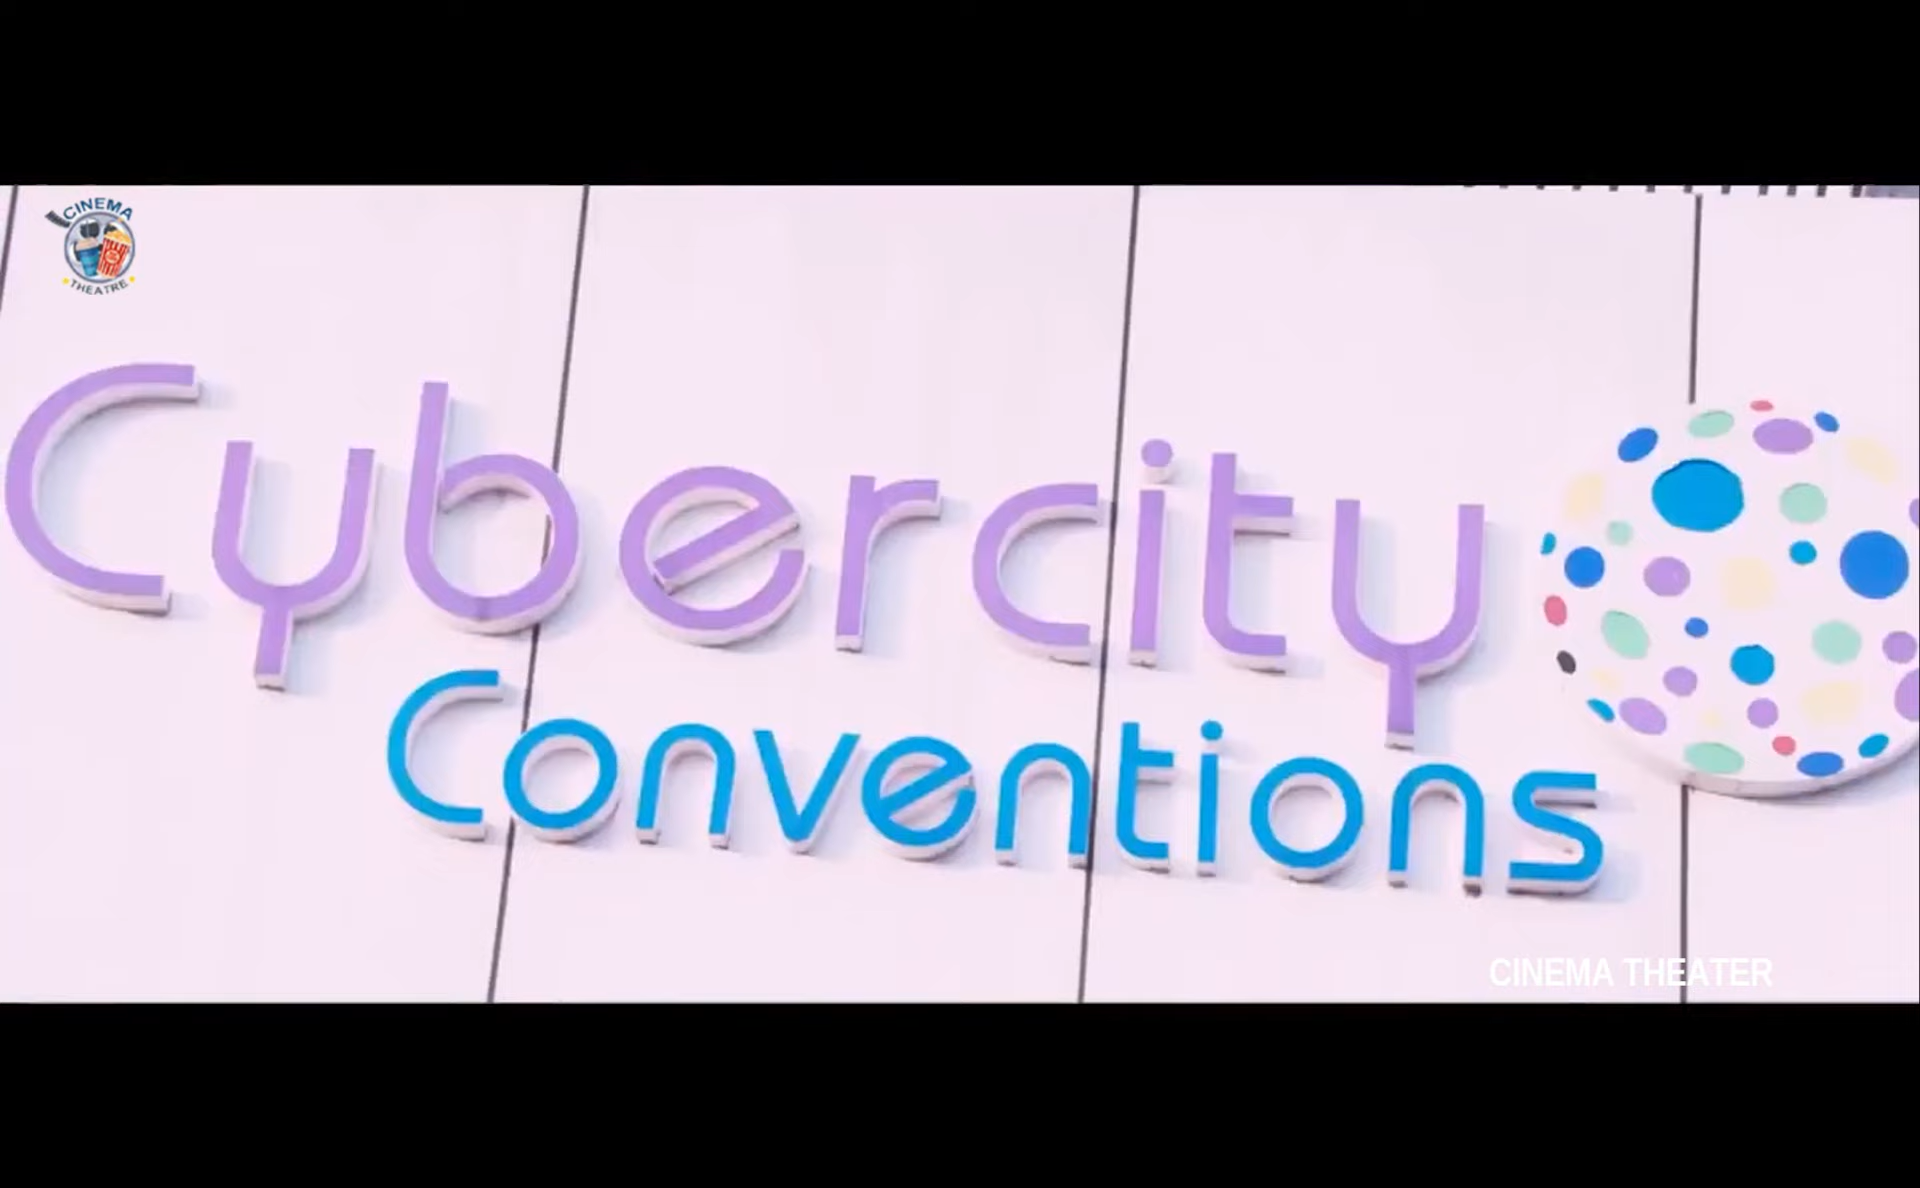 CINEMA
THEATRE
Cybercity
Conventions
CINEMA THEATER